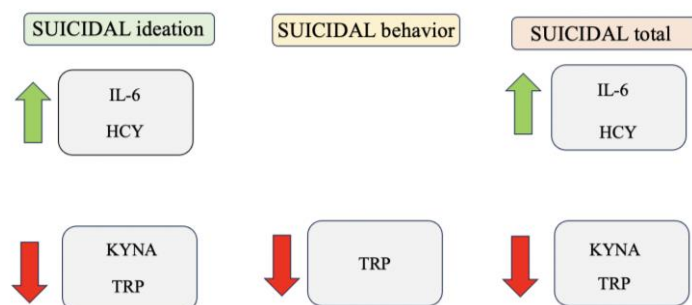 SUICIDAL ideation
SUICIDAL behavior
SUICIDAL total
IL-6
HCY
IL-6
HCY
KYNA
TRP
TRP
KYNA
TRP